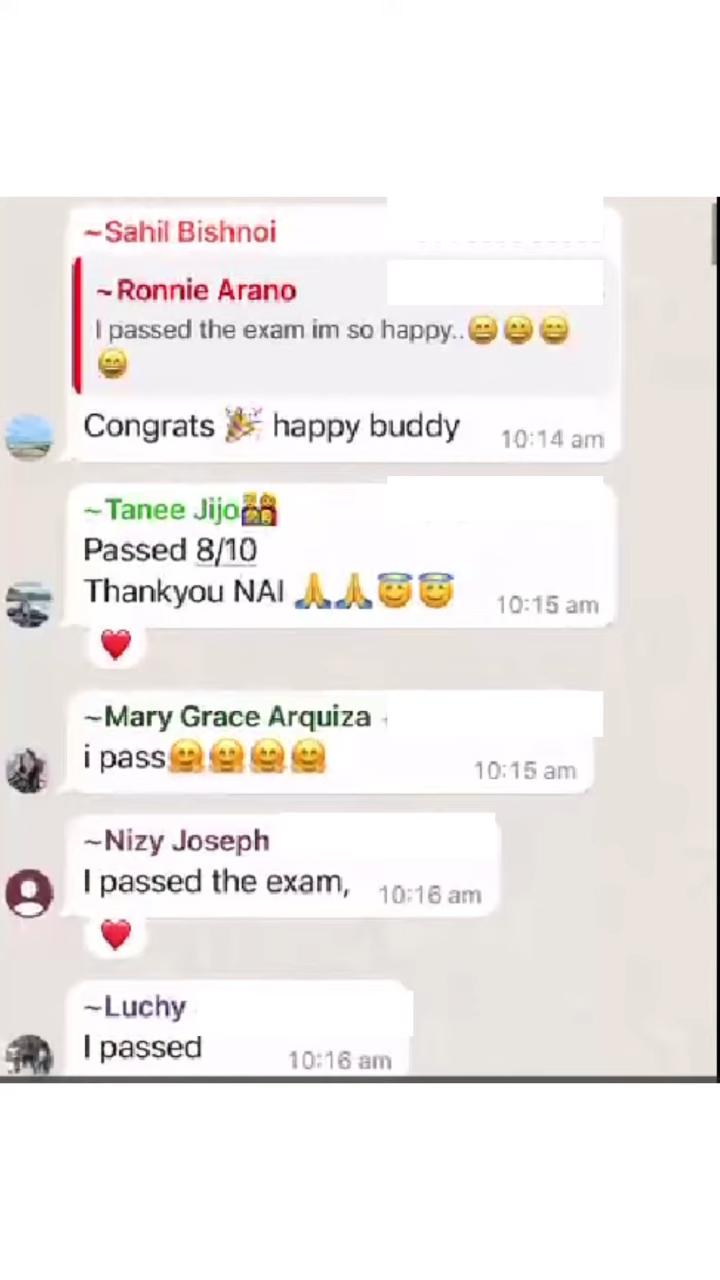 ~Sahil Bishnoi
~Ronnie Arano
I passed the exam im so happy..😄😄😄
😄
Congrats 🎉 happy buddy
10:14 am
~Tanee Jijo👨‍👩‍👧‍👦
Passed 8/10
Thankyou NAI 🙏🙏😇😇
10:15 am
❤️
~Mary Grace Arquiza
i pass🤗🤗🤗🤗
10:15 am
~Nizy Joseph
I passed the exam,
10:16 am
❤️
~Luchy
I passed
10:16 am